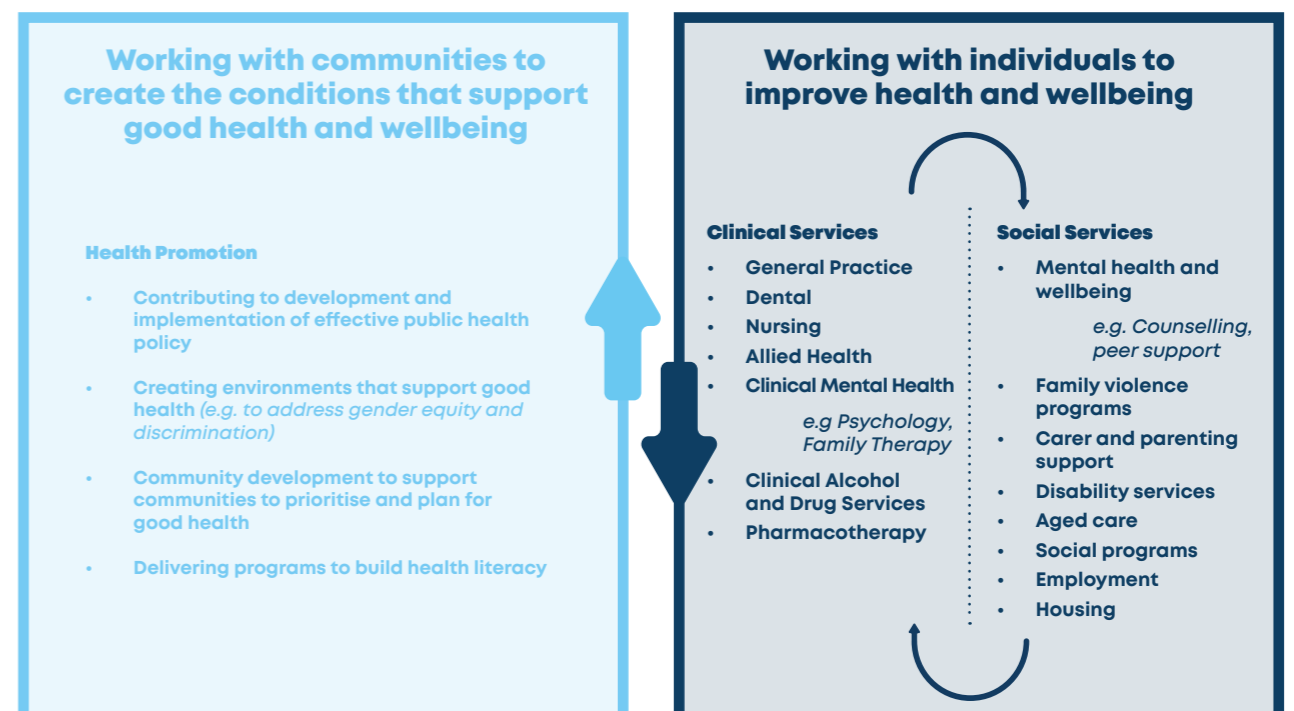 Working with communities to
create the conditions that support
good health and wellbeing
Health Promotion
• Contributing to development and
implementation of effective public health
policy
• Creating environments that support good
health (e.g. to address gender equity and
discrimination)
• Community development to support
communities to prioritise and plan for
good health
• Delivering programs to build health literacy
Working with individuals to
improve health and wellbeing
Clinical Services
• General Practice
• Dental
• Nursing
• Allied Health
• Clinical Mental Health
e.g Psychology,
Family Therapy
• Clinical Alcohol
and Drug Services
• Pharmacotherapy
Social Services
• Mental health and
wellbeing
e.g. Counselling,
peer support
• Family violence
programs
• Carer and parenting
support
• Disability services
• Aged care
• Social programs
• Employment
• Housing